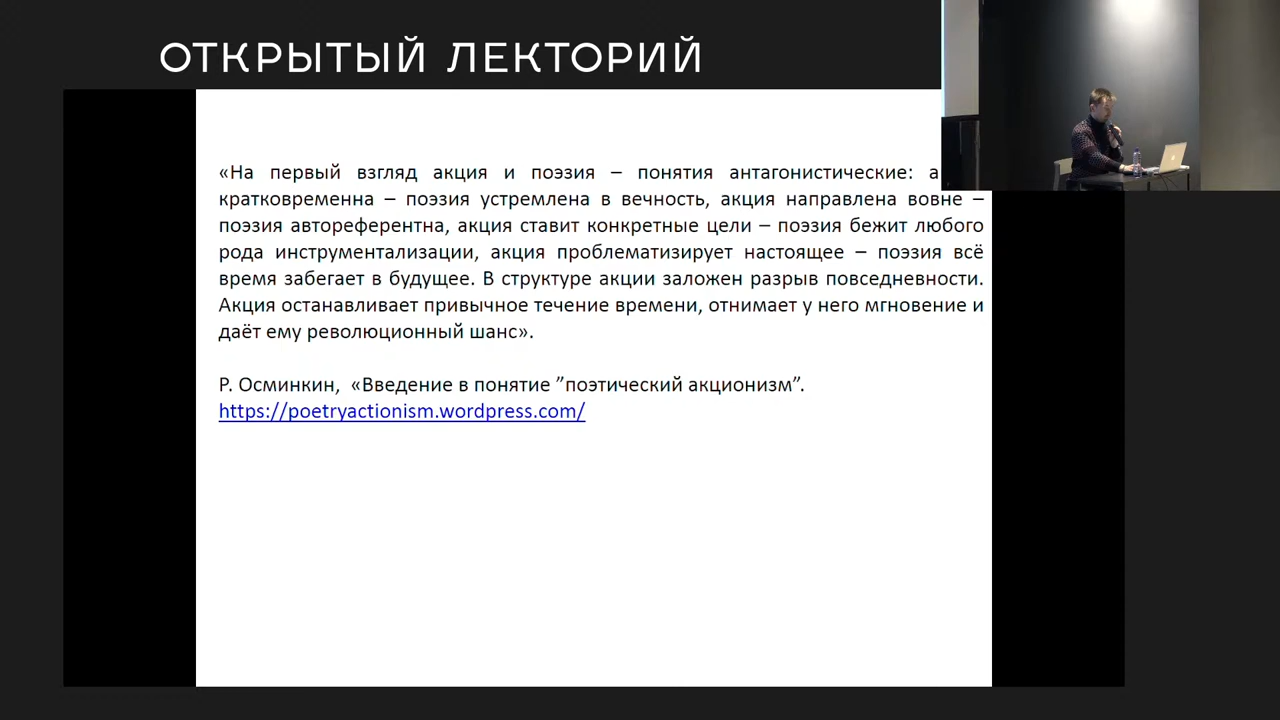 ОТКРЫТЫЙ ЛЕКТОРИЙ
«На первый взгляд акция и поэзия – понятия антагонистические:
кратковременна – поэзия устремлена в вечность, акция направлена вовне –
поэзия автореферентна, акция ставит конкретные цели – поэзия бежит любого
рода инструментализации, акция проблематизирует настоящее – поэзия всё
время забегает в будущее. В структуре акции заложен разрыв повседневности.
Акция останавливает привычное течение времени, отнимает у него мгновение и
даёт ему революционный шанс».
Р. Осминкин, «Введение в понятие ”поэтический акционизм”.
https://poetryactionism.wordpress.com/